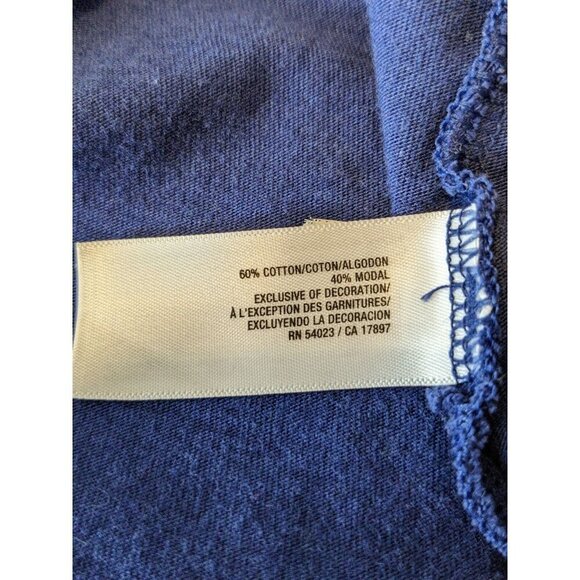 60% COTTON/COTON/ALGODON
40% MODAL
EXCLUSIVE OF DECORATION/
À L'EXCEPTION DES GARNITURES/
EXCLUYENDO LA DECORACION
RN 54023 / CA 17897